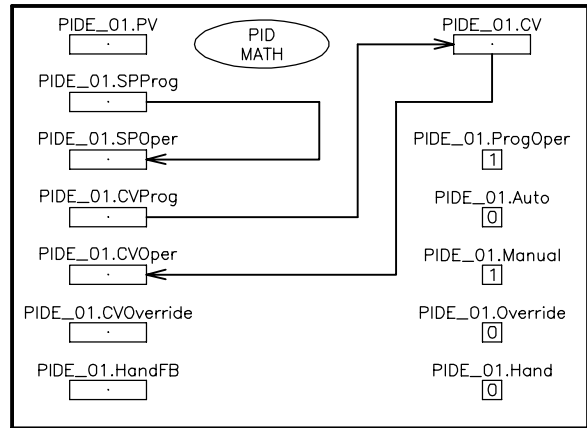 PIDE_01.PV
PID
MATH
PIDE_01.CV
PIDE_01.SPProg
PIDE_01.SPOper
PIDE_01.ProgOper
1
PIDE_01.CVProg
PIDE_01.Auto
0
PIDE_01.CVOper
PIDE_01.Manual
1
PIDE_01.CVOverride
PIDE_01.Override
0
PIDE_01.HandFB
PIDE_01.Hand
0